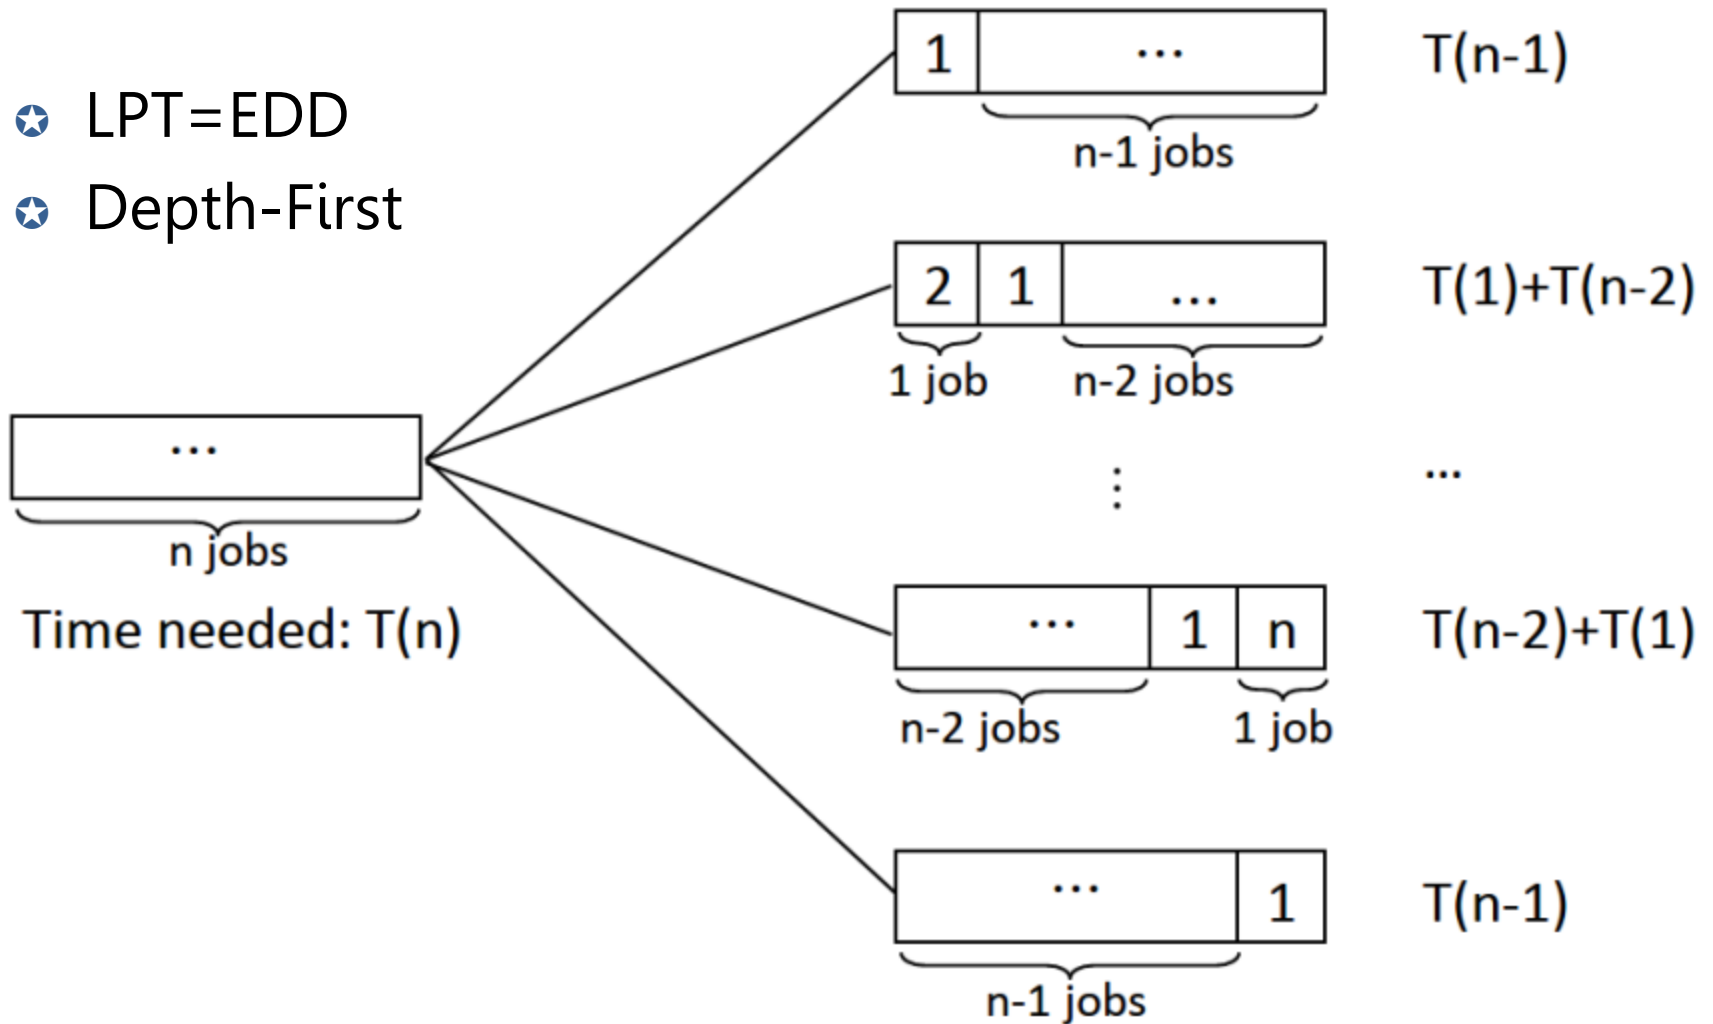 LPT=EDD
Depth-First
...
n jobs
Time needed: T(n)
1 ... T(n-1)
n-1 jobs
2 1 ... T(1)+T(n-2)
1 job n-2 jobs
⋮ ...
... 1 n T(n-2)+T(1)
n-2 jobs 1 job
... 1 T(n-1)
n-1 jobs